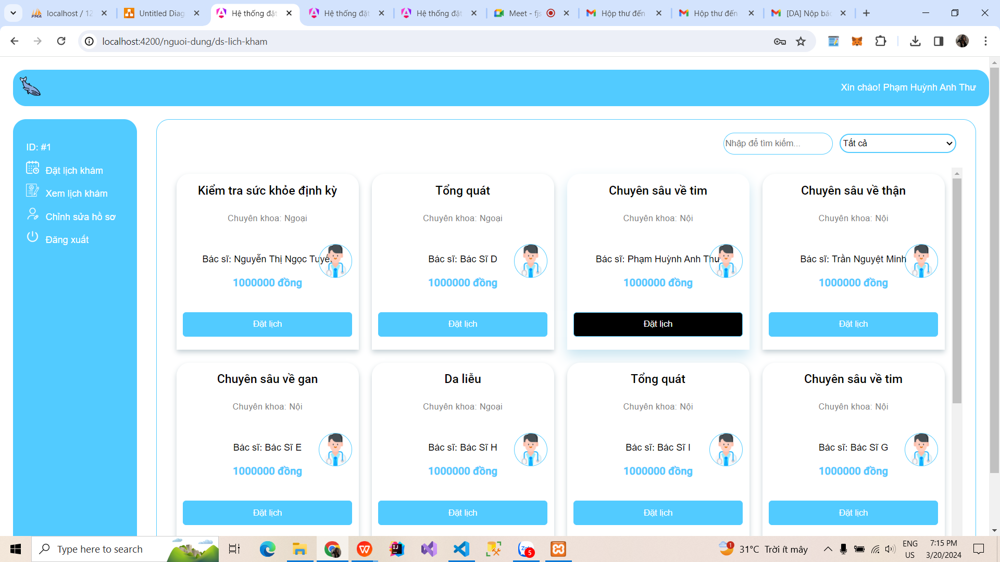 localhost / 12
Untitled Diag
Hệ thống đặt
Hệ thống đặt
Hệ thống đặt
Meet - fjs
Hộp thư đến
Hộp thư đến
[DA] Nộp bác
localhost:4200/nguoi-dung/ds-lich-kham
Xin chào! Phạm Huỳnh Anh Thư
ID: #1
Đặt lịch khám
Xem lịch khám
Chỉnh sửa hồ sơ
Đăng xuất
Nhập để tìm kiếm...
Tất cả
Kiểm tra sức khỏe định kỳ
Chuyên khoa: Ngoại
Bác sĩ: Nguyễn Thị Ngọc Tuyết
1000000 đồng
Đặt lịch
Tổng quát
Chuyên khoa: Ngoại
Bác sĩ: Bác Sĩ D
1000000 đồng
Đặt lịch
Chuyên sâu về tim
Chuyên khoa: Nội
Bác sĩ: Phạm Huỳnh Anh Thư
1000000 đồng
Đặt lịch
Chuyên sâu về thận
Chuyên khoa: Nội
Bác sĩ: Trần Nguyệt Minh
1000000 đồng
Đặt lịch
Chuyên sâu về gan
Chuyên khoa: Nội
Bác sĩ: Bác Sĩ E
1000000 đồng
Đặt lịch
Da liễu
Chuyên khoa: Ngoại
Bác sĩ: Bác Sĩ H
1000000 đồng
Đặt lịch
Tổng quát
Chuyên khoa: Nội
Bác sĩ: Bác Sĩ I
1000000 đồng
Đặt lịch
Chuyên sâu về tim
Chuyên khoa: Nội
Bác sĩ: Bác Sĩ G
1000000 đồng
Đặt lịch
Type here to search
5
1
31°C Trời ít mây
ENG
US
7:15 PM
3/20/2024